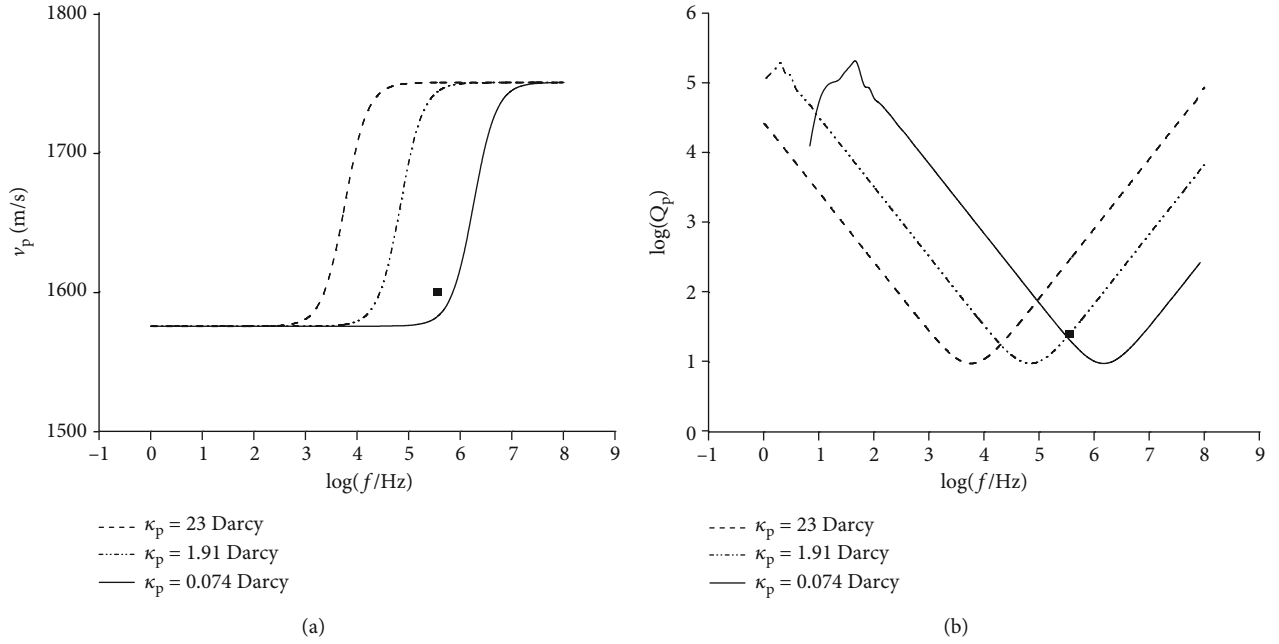 1800
1700
1600
1500
v_p (m/s)
–1 0 1 2 3 4 5 6 7 8 9
log(f/Hz)
κ_p = 23 Darcy
κ_p = 1.91 Darcy
κ_p = 0.074 Darcy
(a)
6
5
4
3
2
1
0
log(Q_p)
–1 0 1 2 3 4 5 6 7 8 9
log(f/Hz)
κ_p = 23 Darcy
κ_p = 1.91 Darcy
κ_p = 0.074 Darcy
(b)